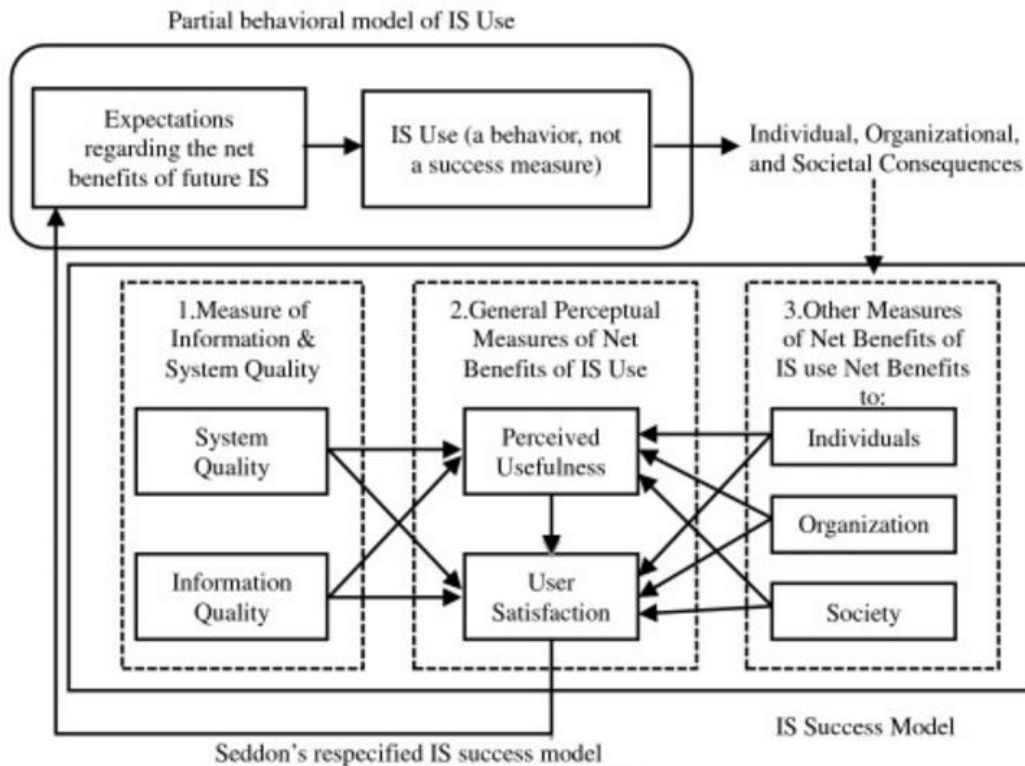 Partial behavioral model of IS Use
Expectations
regarding the net
benefits of future IS
IS Use (a behavior, not
a success measure)
Individual, Organizational,
and Societal Consequences
1.Measure of
Information &
System Quality
System
Quality
Information
Quality
2.General Perceptual
Measures of Net
Benefits of IS Use
Perceived
Usefulness
User
Satisfaction
3.Other Measures
of Net Benefits of
IS use Net Benefits
to:
Individuals
Organization
Society
IS Success Model
Seddon's respecified IS success model